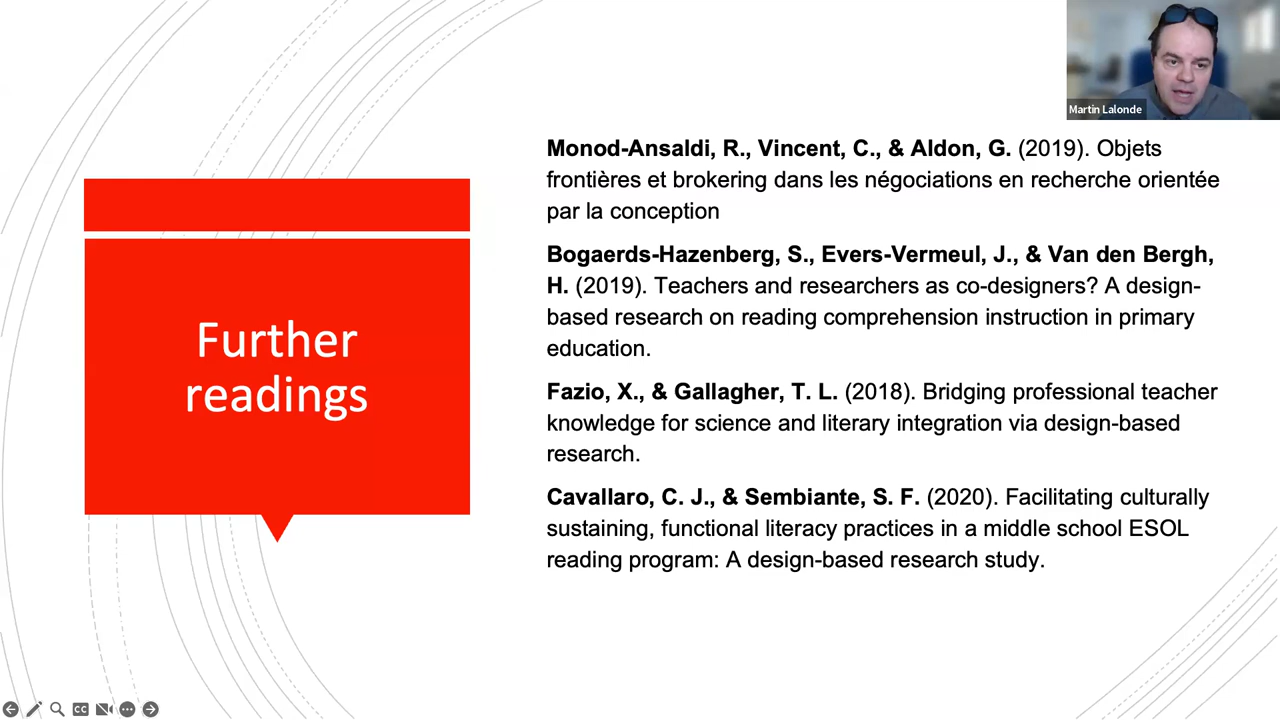 Martin Lalonde
Further
readings
Monod-Ansaldi, R., Vincent, C., & Aldon, G. (2019). Objets
frontières et brokering dans les négociations en recherche orientée
par la conception
Bogaerds-Hazenberg, S., Evers-Vermeul, J., & Van den Bergh,
H. (2019). Teachers and researchers as co-designers? A design-
based research on reading comprehension instruction in primary
education.
Fazio, X., & Gallagher, T. L. (2018). Bridging professional teacher
knowledge for science and literary integration via design-based
research.
Cavallaro, C. J., & Sembiante, S. F. (2020). Facilitating culturally
sustaining, functional literacy practices in a middle school ESOL
reading program: A design-based research study.
CC